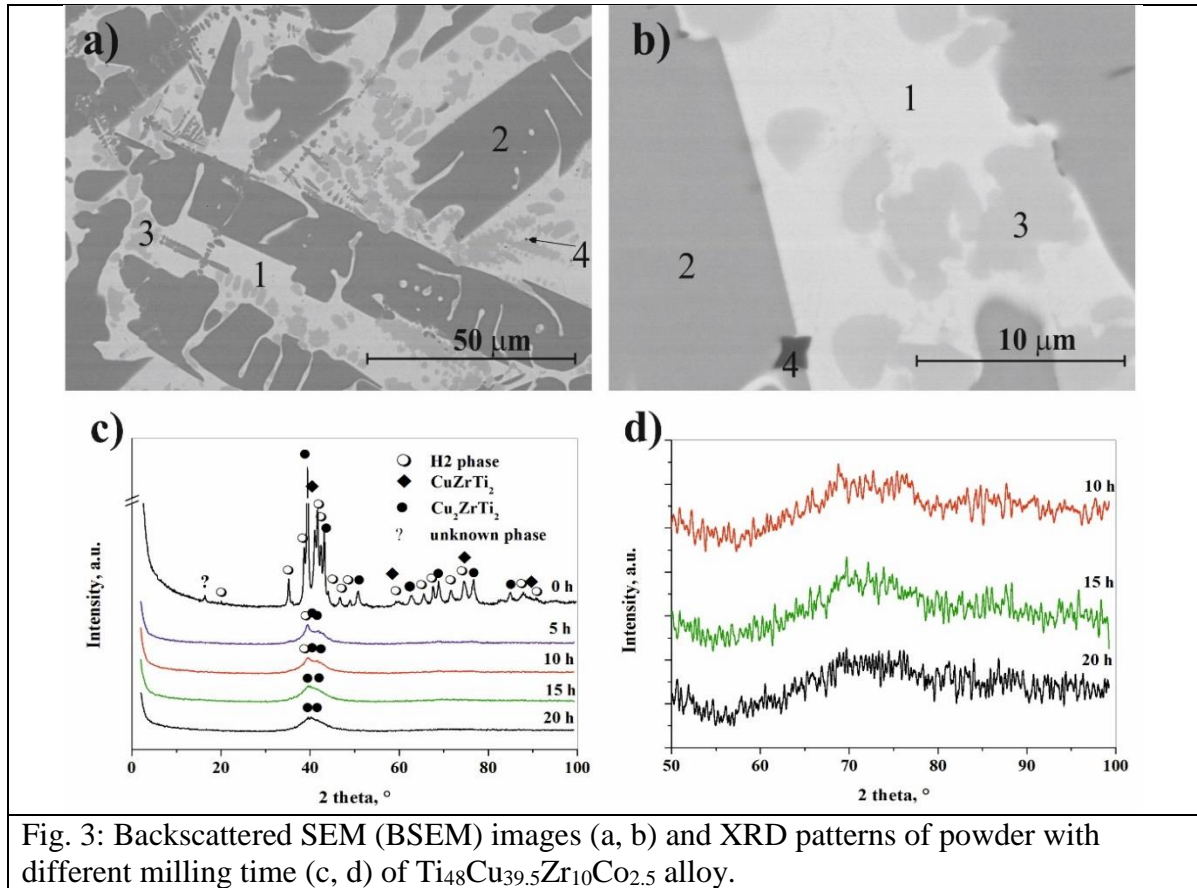 a)
2
3
1
4
50 μm
b)
1
2
3
4
10 μm
c)
H2 phase
CuZrTi₂
Cu₂ZrTi₂
? unknown phase
?
0 h
5 h
10 h
15 h
20 h
Intensity, a.u.
0 20 40 60 80 100
2 theta, °
d)
10 h
15 h
20 h
Intensity, a.u.
50 60 70 80 90 100
2 theta, °
Fig. 3: Backscattered SEM (BSEM) images (a, b) and XRD patterns of powder with
different milling time (c, d) of Ti₄₈Cu₃₉.₅Zr₁₀Co₂.₅ alloy.